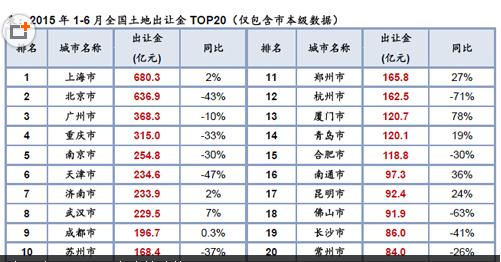 2015 年 1-6 月全国土地出让金 TOP20（仅包含市本级数据）
排名 城市名称 出让金(亿元) 同比 排名 城市名称 出让金(亿元) 同比
1 上海市 680.3 2% 11 郑州市 165.8 27%
2 北京市 636.9 -43% 12 杭州市 162.5 -71%
3 广州市 368.3 -10% 13 厦门市 120.7 78%
4 重庆市 315.0 -33% 14 青岛市 120.1 19%
5 南京市 254.8 -30% 15 合肥市 118.8 -30%
6 天津市 234.6 -47% 16 南通市 97.3 36%
7 济南市 233.9 2% 17 昆明市 92.4 24%
8 武汉市 229.5 7% 18 佛山市 91.9 -63%
9 成都市 196.7 0.3% 19 长沙市 86.0 -41%
10 苏州市 168.4 -37% 20 常州市 84.0 -26%